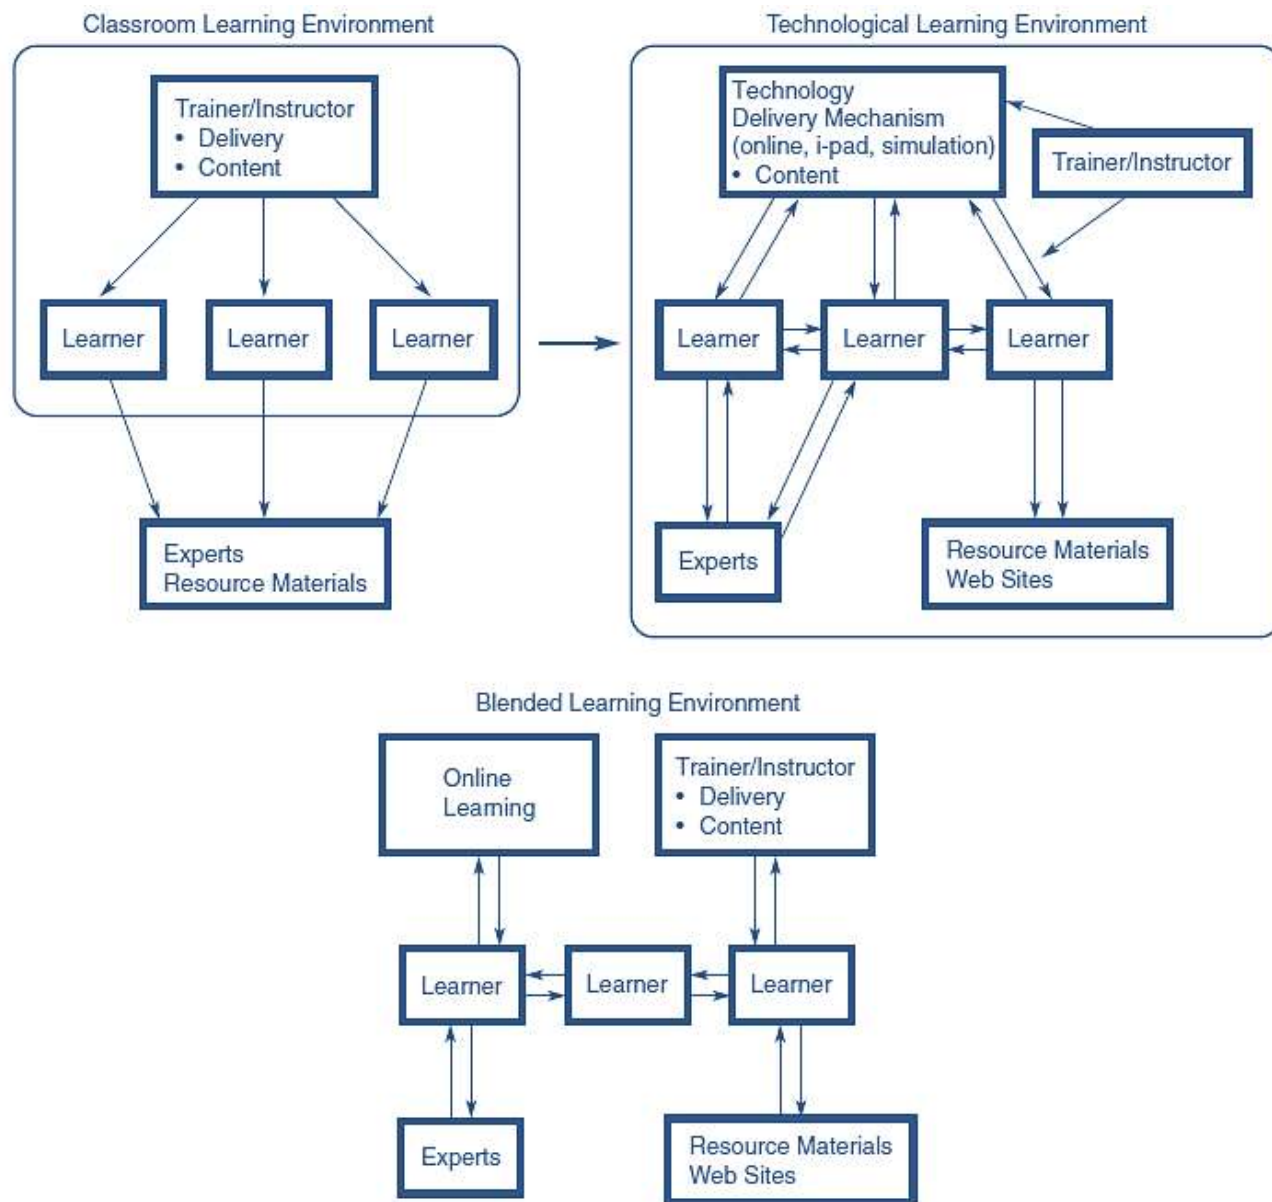 Classroom Learning Environment
Trainer/Instructor
• Delivery
• Content
Learner
Learner
Learner
Experts
Resource Materials
Technological Learning Environment
Technology
Delivery Mechanism
(online, i-pad, simulation)
• Content
Trainer/Instructor
Learner
Learner
Learner
Experts
Resource Materials
Web Sites
Blended Learning Environment
Online
Learning
Trainer/Instructor
• Delivery
• Content
Learner
Learner
Learner
Experts
Resource Materials
Web Sites